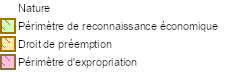 Nature
Périmètre de reconnaissance économique
Droit de préemption
Périmètre d'expropriation